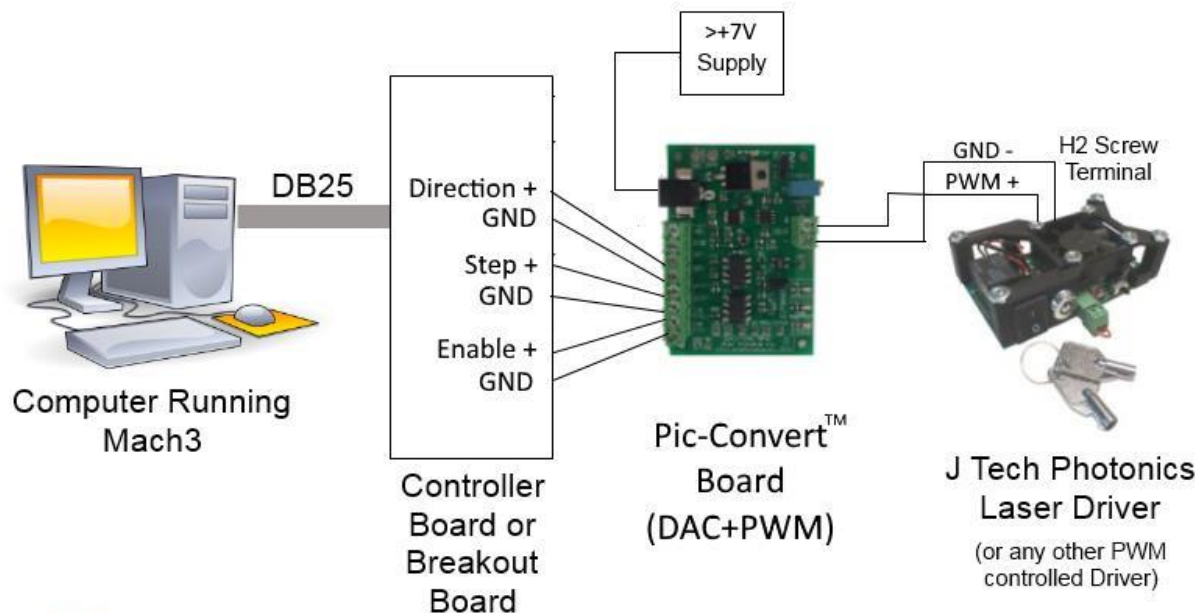 >+7V
Supply
DB25
Direction +
GND
Step +
GND
Enable +
GND
GND -
PWM +
H2 Screw
Terminal
Computer Running
Mach3
Controller
Board or
Breakout
Board
Pic-Convert™
Board
(DAC+PWM)
J Tech Photonics
Laser Driver
(or any other PWM
controlled Driver)